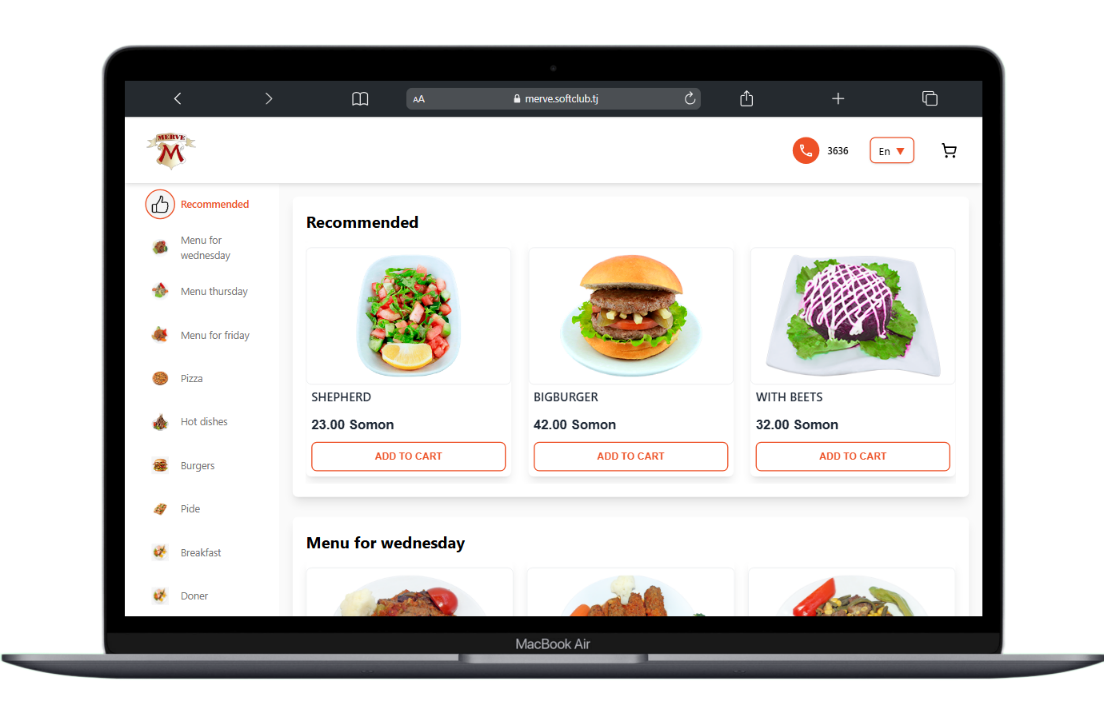 AA
merve.softclub.tj
MERVE
M
3636
En
Recommended
Menu for
wednesday
Menu thursday
Menu for friday
Pizza
Hot dishes
Burgers
Pide
Breakfast
Doner
Recommended
SHEPHERD
23.00 Somon
ADD TO CART
BIGBURGER
42.00 Somon
ADD TO CART
WITH BEETS
32.00 Somon
ADD TO CART
Menu for wednesday
MacBook Air